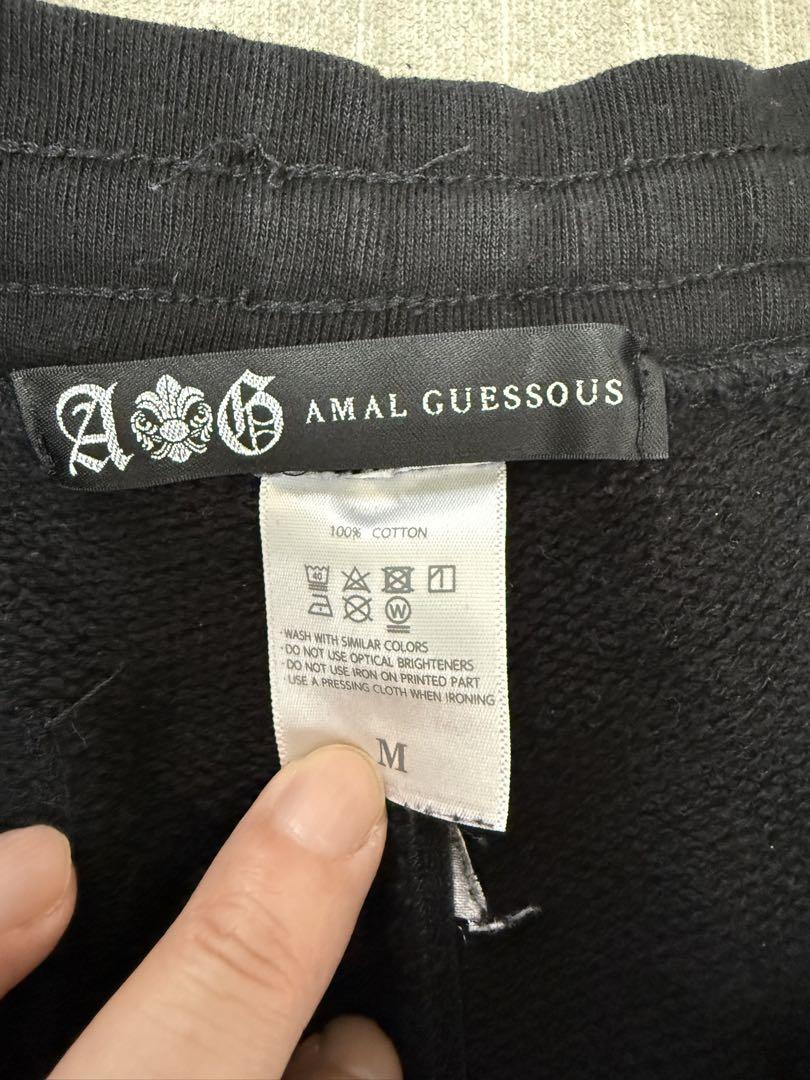 A G AMAL GUESSOUS
100% COTTON
40
W
·WASH WITH SIMILAR COLORS
·DO NOT USE OPTICAL BRIGHTENERS
·DO NOT USE IRON ON PRINTED PART
·USE A PRESSING CLOTH WHEN IRONING
M